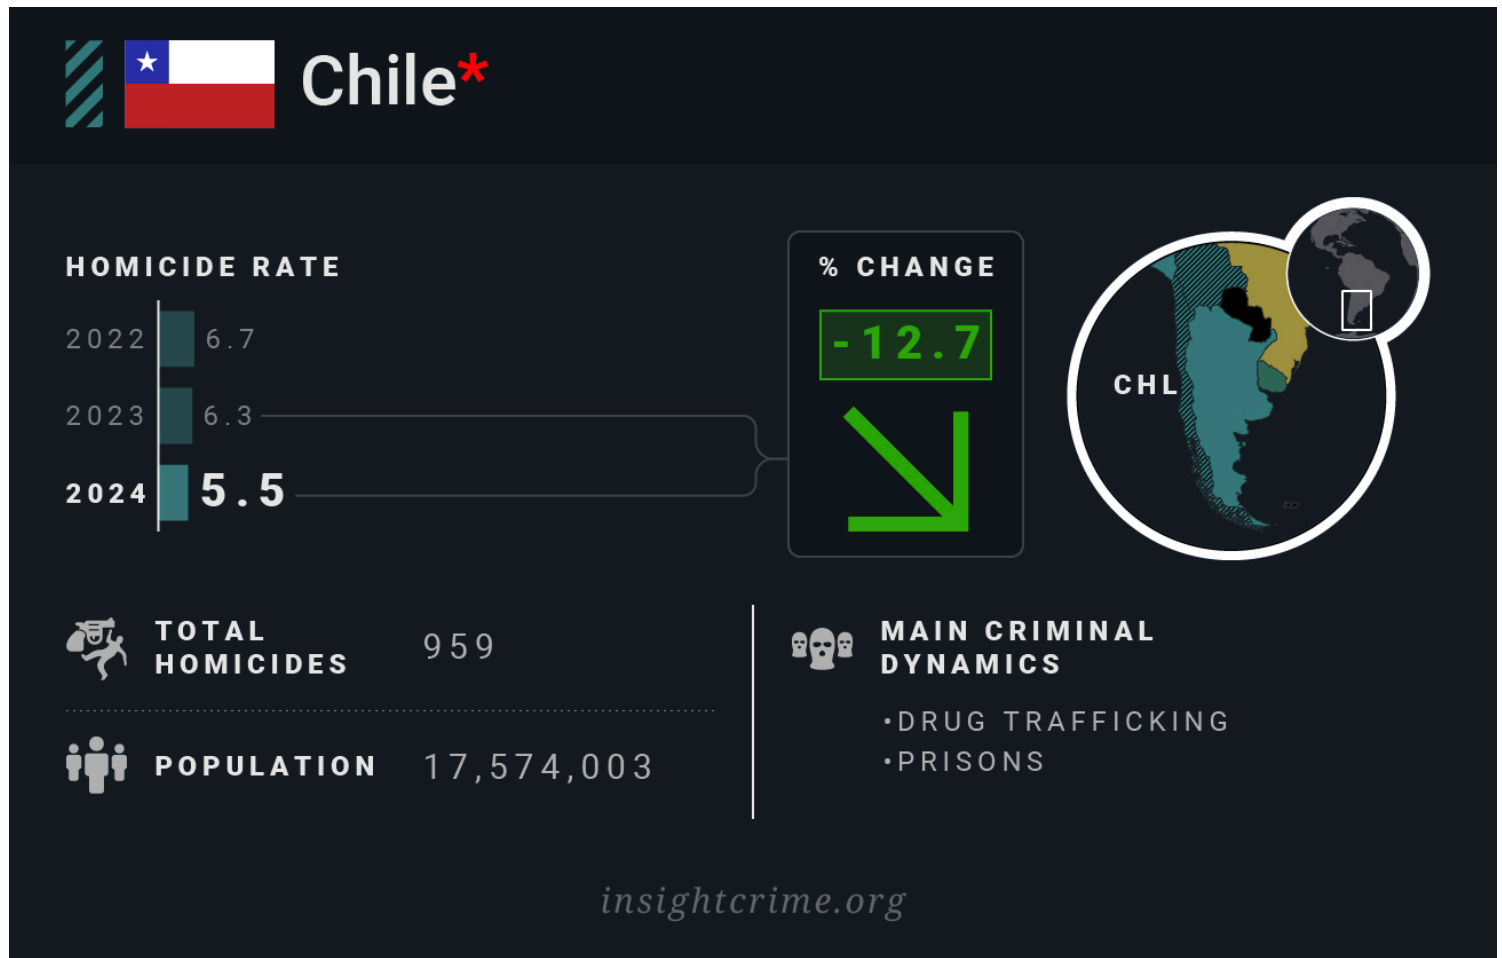 Chile*
HOMICIDE RATE
2022 6.7
2023 6.3
2024 5.5
% CHANGE
-12.7
CHL
TOTAL
HOMICIDES
959
POPULATION 17,574,003
MAIN CRIMINAL
DYNAMICS
•DRUG TRAFFICKING
•PRISONS
insightcrime.org